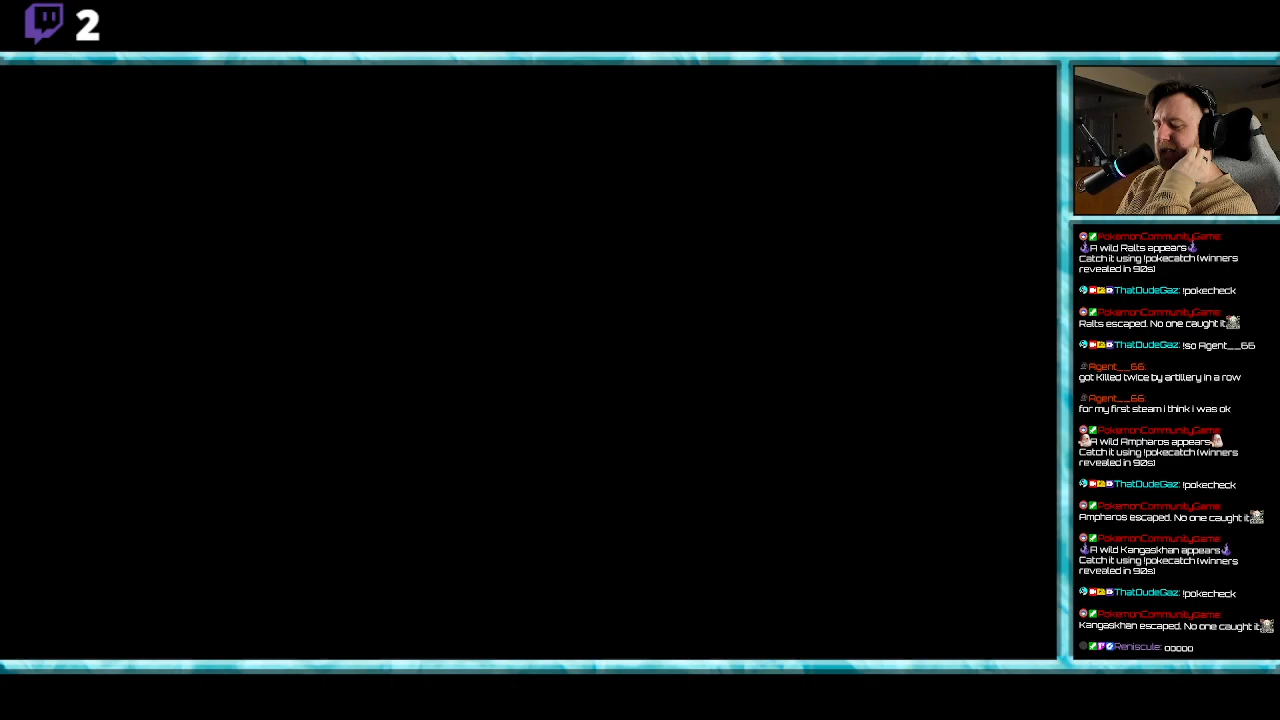 2
PokemonCommunityGame:
A wild Ralts appears
Catch it using !pokecatch (winners
revealed in 90s)
ThatDudeGaz: !pokecheck
PokemonCommunityGame:
Ralts escaped. No one caught it
ThatDudeGaz: !so Agent__66
Agent__66:
got Killed twice by artillery in a row
Agent__66:
for my first steam i think i was ok
PokemonCommunityGame:
A wild Ampharos appears
Catch it using !pokecatch (winners
revealed in 90s)
ThatDudeGaz: !pokecheck
PokemonCommunityGame:
Ampharos escaped. No one caught it
PokemonCommunityGame:
A wild Kangaskhan appears
Catch it using !pokecatch (winners
revealed in 90s)
ThatDudeGaz: !pokecheck
PokemonCommunityGame:
Kangaskhan escaped. No one caught it
Reniscule: ooooo